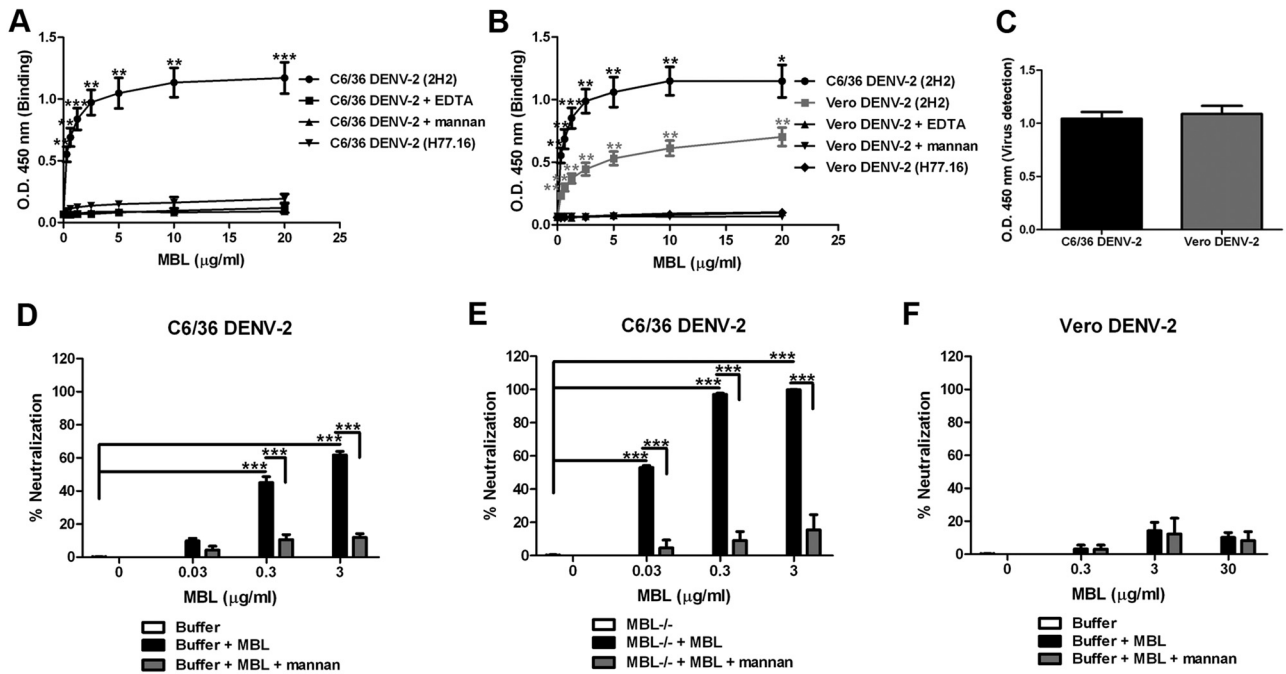 A
O.D. 450 nm (Binding)
1.5
1.0
0.5
0.0
0
5
10
15
20
25
MBL (μg/ml)
**
**
***
**
**
**
***
C6/36 DENV-2 (2H2)
C6/36 DENV-2 + EDTA
C6/36 DENV-2 + mannan
C6/36 DENV-2 (H77.16)
B
O.D. 450 nm (Binding)
1.5
1.0
0.5
0.0
0
5
10
15
20
25
MBL (μg/ml)
**
**
***
**
**
**
*
**
**
**
**
**
**
**
C6/36 DENV-2 (2H2)
Vero DENV-2 (2H2)
Vero DENV-2 + EDTA
Vero DENV-2 + mannan
Vero DENV-2 (H77.16)
C
O.D. 450 nm (Virus detection)
1.5
1.0
0.5
0.0
C6/36 DENV-2
Vero DENV-2
D
C6/36 DENV-2
% Neutralization
120
100
80
60
40
20
0
***
***
***
***
0
0.03
0.3
3
MBL (μg/ml)
Buffer
Buffer + MBL
Buffer + MBL + mannan
E
C6/36 DENV-2
% Neutralization
120
100
80
60
40
20
0
***
***
***
***
***
***
0
0.03
0.3
3
MBL (μg/ml)
MBL-/-
MBL-/- + MBL
MBL-/- + MBL + mannan
F
Vero DENV-2
% Neutralization
120
100
80
60
40
20
0
0
0.3
3
30
MBL (μg/ml)
Buffer
Buffer + MBL
Buffer + MBL + mannan